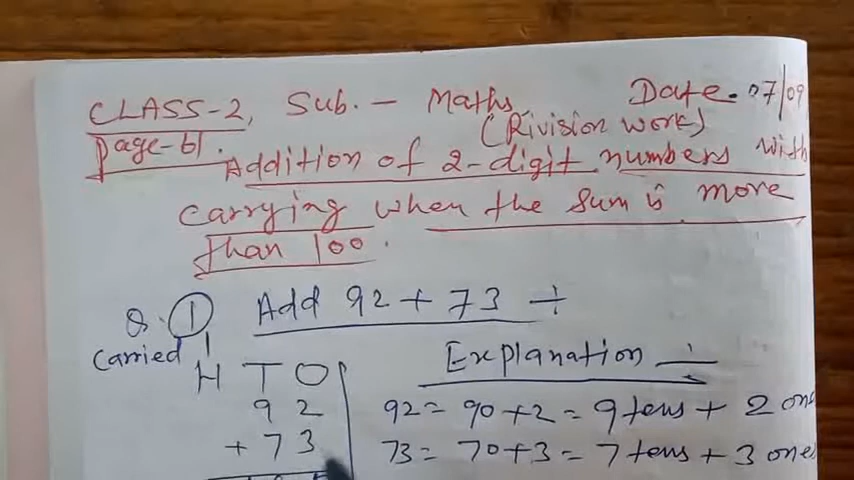 CLASS-2, Sub. - Maths Date. 07/09
Page-61. (Rivision work)
Addition of 2-digit numbers with
carrying when the sum is more
than 100.
Q. 1 Add 92 + 73 ÷
Carried 1
H T O
9 2
+ 7 3
Explanation ÷
92 = 90 + 2 = 9 tens + 2 one
73 = 70 + 3 = 7 tens + 3 ones